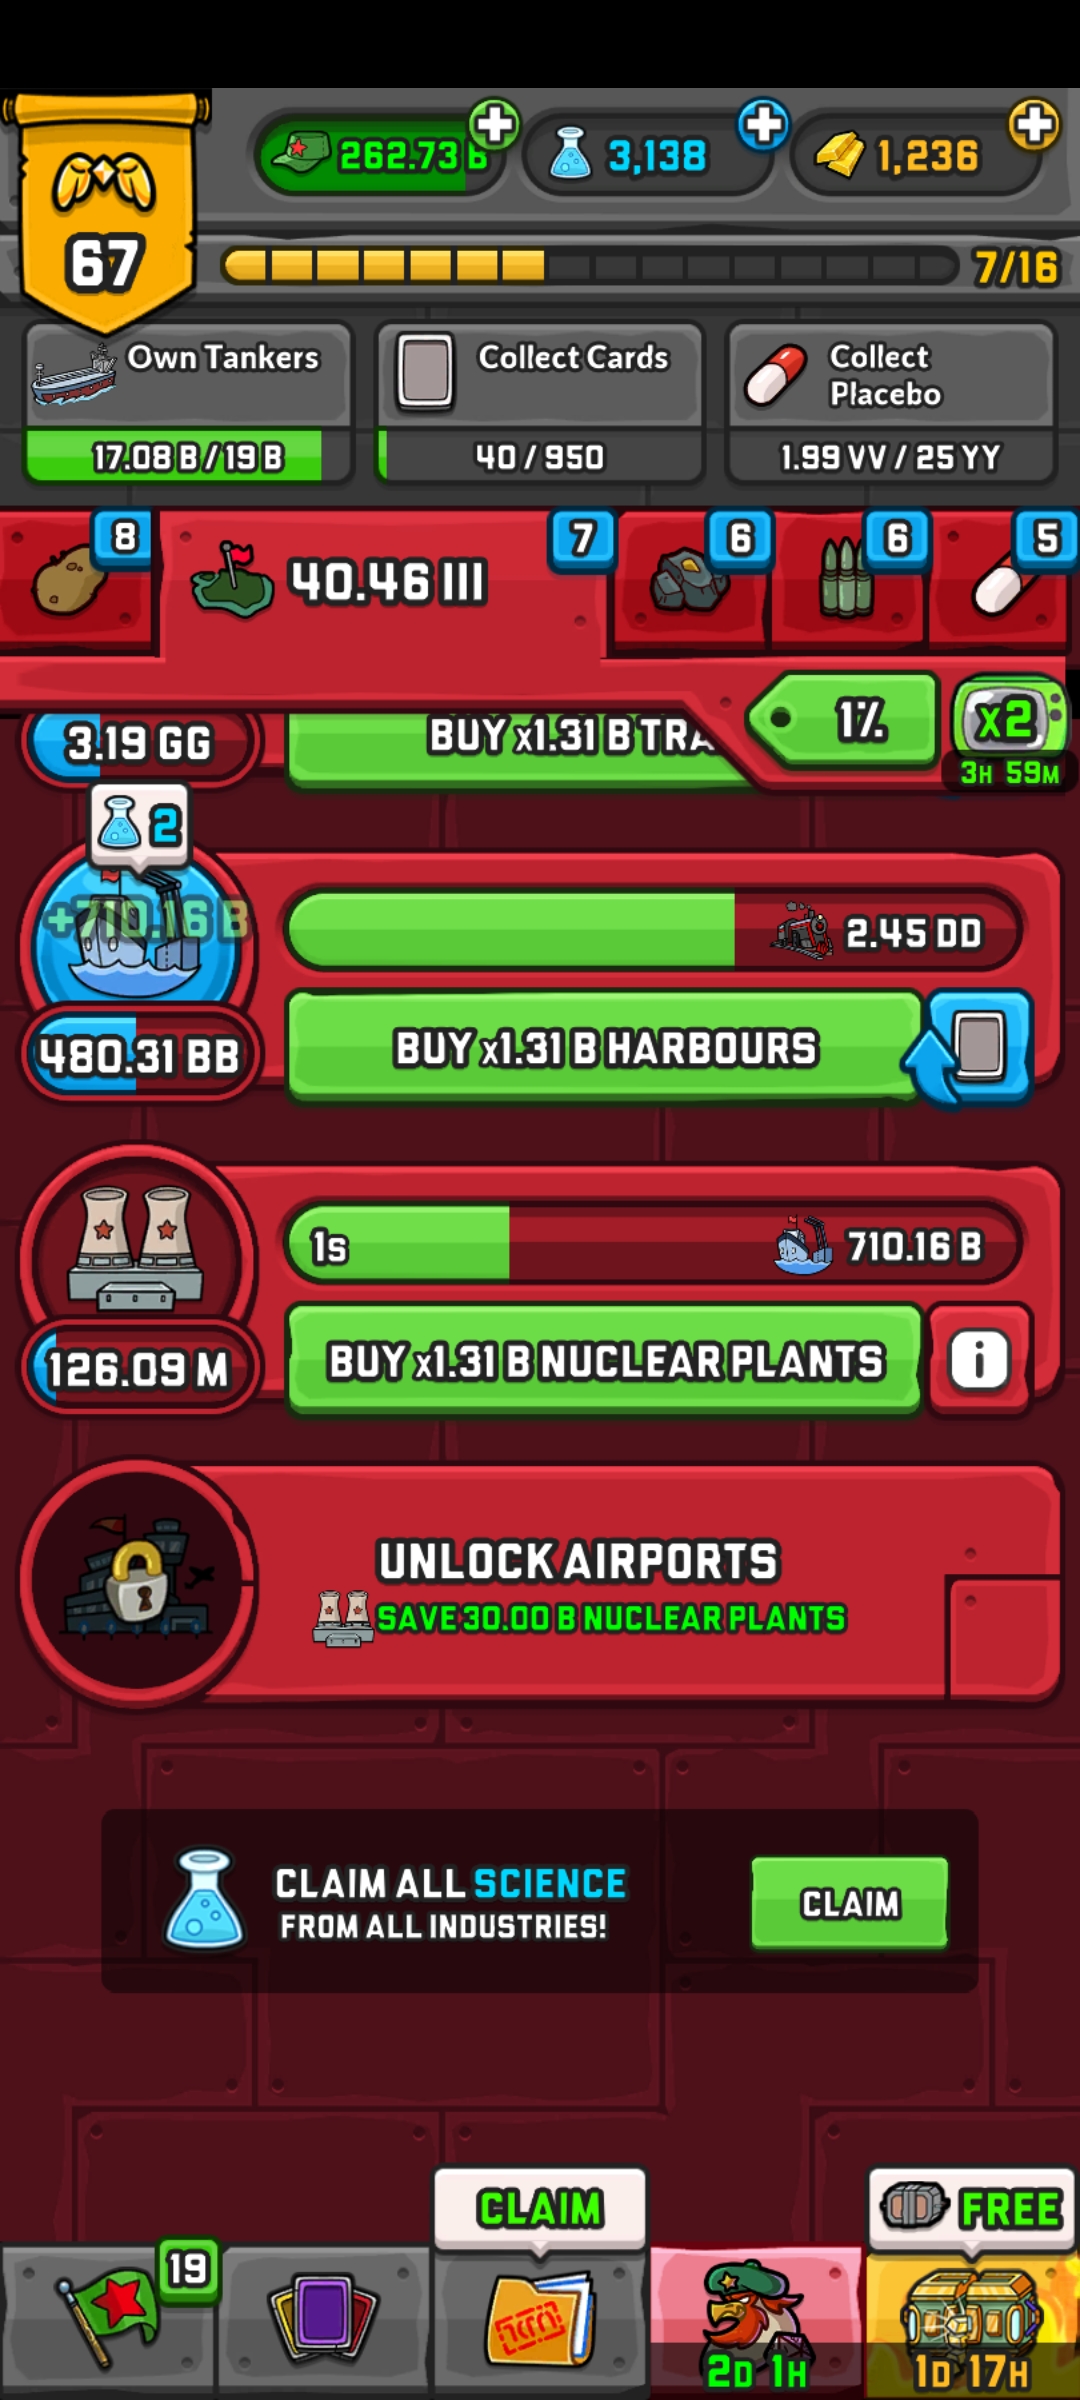 262.73 B
3,138
1,236
67
7/16
Own Tankers
Collect Cards
Collect
Placebo
17.08 B / 19 B
40 / 950
1.99 VV / 25 YY
8
40.46 III
7
6
6
5
1%
x2
3H 59M
3.19 GG
BUY x1.31 B TRA
2
+710.16 B
2.45 DD
480.31 BB
BUY x1.31 B HARBOURS
1s
710.16 B
126.09 M
BUY x1.31 B NUCLEAR PLANTS
i
UNLOCK AIRPORTS
SAVE 30.00 B NUCLEAR PLANTS
CLAIM ALL SCIENCE
FROM ALL INDUSTRIES!
CLAIM
CLAIM
FREE
19
2D 1H
1D 17H